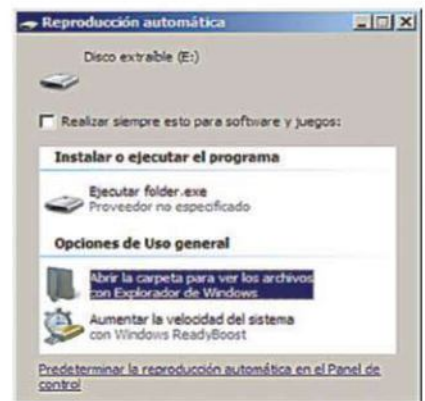 Reproducción automática
Disco extraíble (E:)
Realizar siempre esto para software y juegos:
Instalar o ejecutar el programa
Ejecutar folder.exe
Proveedor no especificado
Opciones de Uso general
Abrir la carpeta para ver los archivos
con Explorador de Windows
Aumentar la velocidad del sistema
con Windows ReadyBoost
Predeterminar la reproducción automática en el Panel de
control